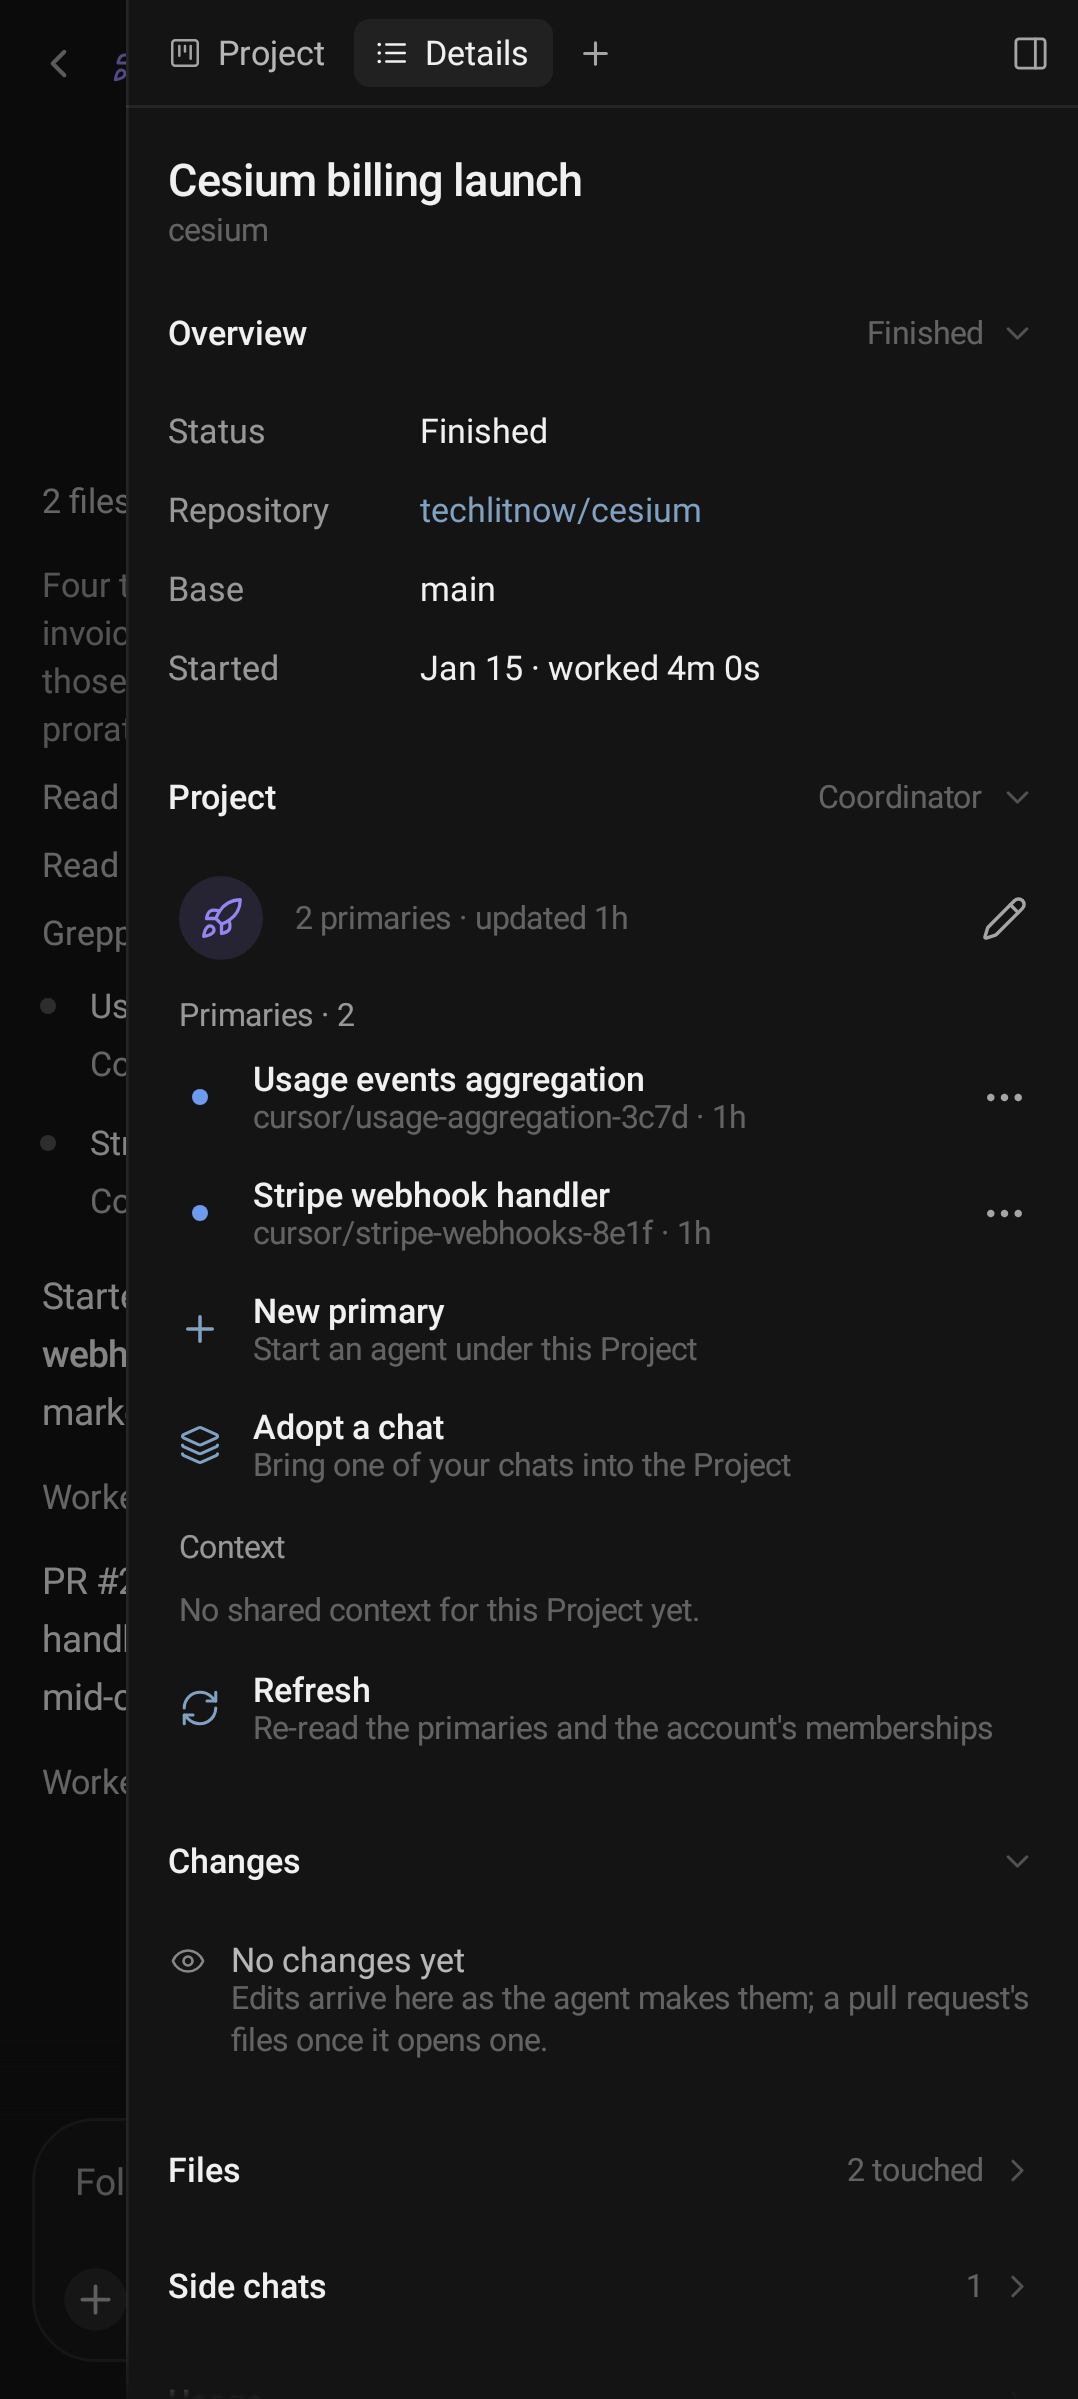 Project
Details
Cesium billing launch
cesium
Overview
Finished
Status
Finished
Repository
techlitnow/cesium
Base
main
Started
Jan 15 · worked 4m 0s
Project
Coordinator
2 primaries · updated 1h
Primaries · 2
Usage events aggregation
cursor/usage-aggregation-3c7d · 1h
Stripe webhook handler
cursor/stripe-webhooks-8e1f · 1h
New primary
Start an agent under this Project
Adopt a chat
Bring one of your chats into the Project
Context
No shared context for this Project yet.
Refresh
Re-read the primaries and the account's memberships
Changes
No changes yet
Edits arrive here as the agent makes them; a pull request's
files once it opens one.
Files
2 touched
Side chats
1
2 files
Four
Read
Read
PR